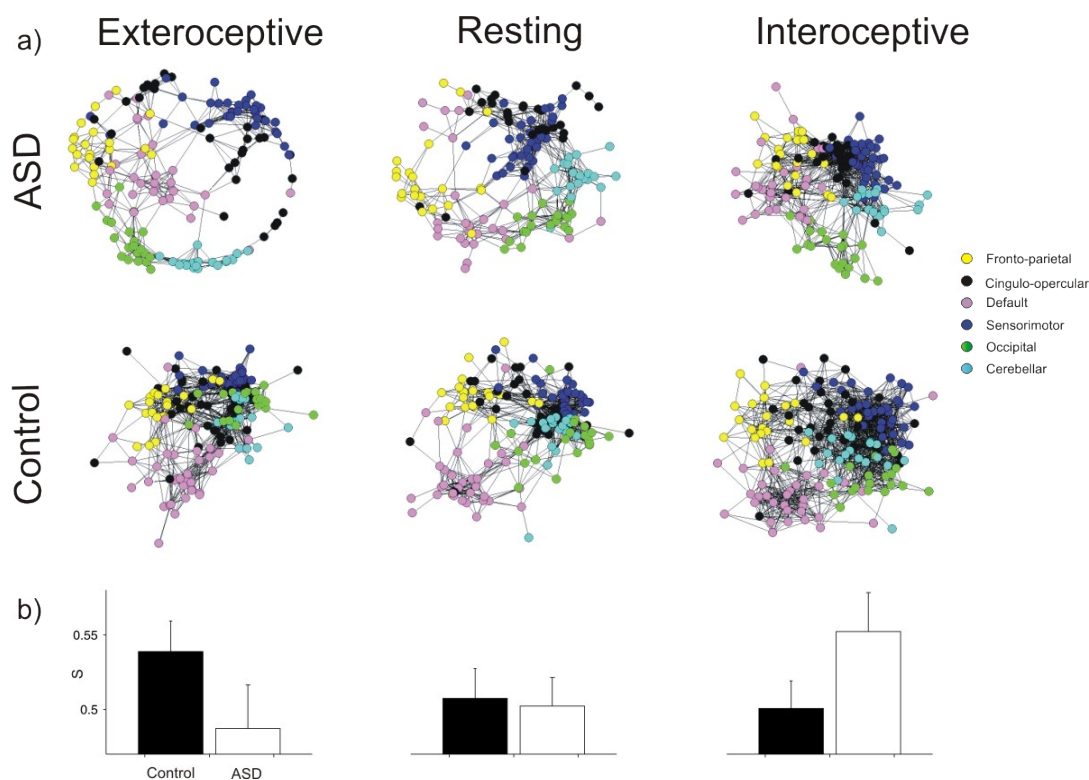 a)
Exteroceptive
Resting
Interoceptive
ASD
Control
Fronto-parietal
Cingulo-opercular
Default
Sensorimotor
Occipital
Cerebellar
b)
S
0.55
0.5
Control
ASD